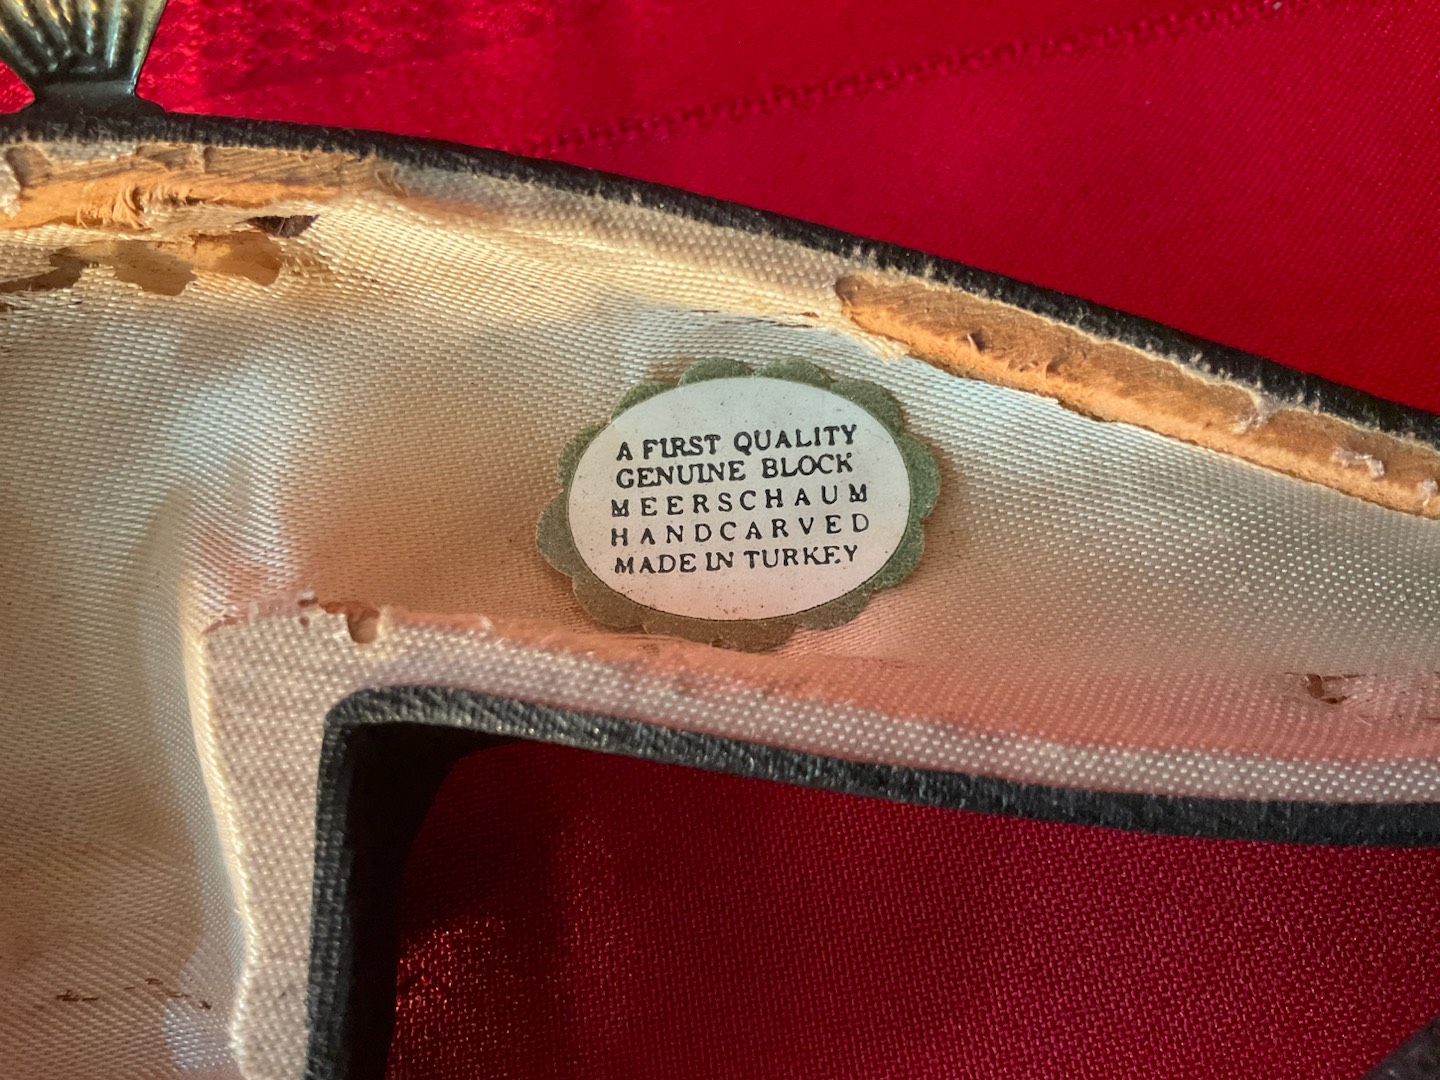 A FIRST QUALITY
GENUINE BLOCK
MEERSCHAUM
HANDCARVED
MADE IN TURKEY